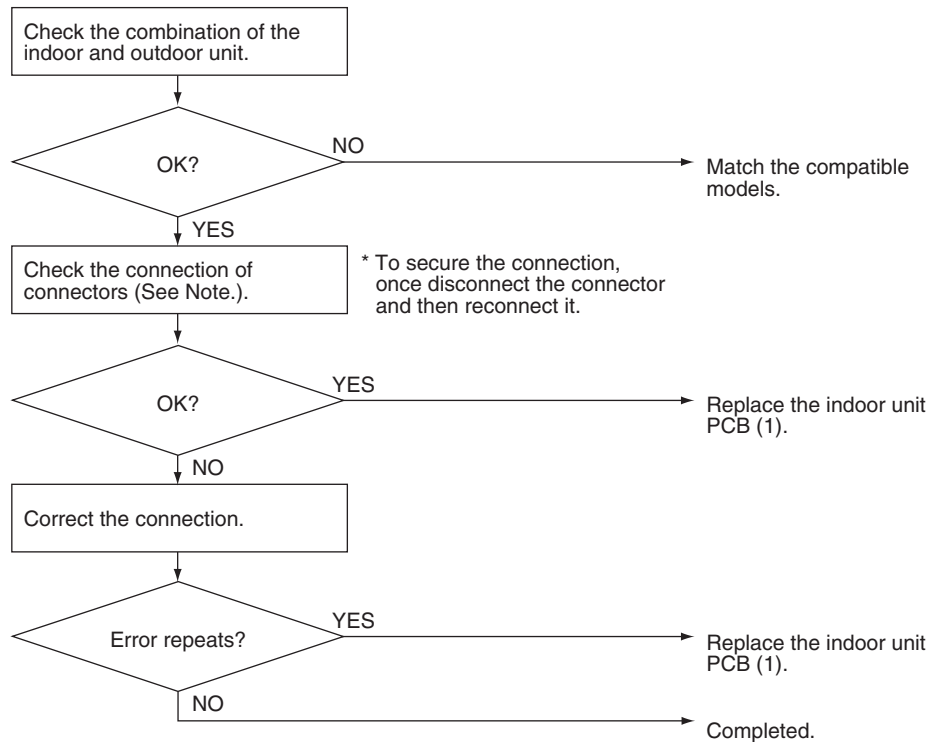 Check the combination of the
indoor and outdoor unit.
OK?
NO
Match the compatible
models.
YES
Check the connection of
connectors (See Note.).
* To secure the connection,
once disconnect the connector
and then reconnect it.
OK?
YES
Replace the indoor unit
PCB (1).
NO
Correct the connection.
Error repeats?
YES
Replace the indoor unit
PCB (1).
NO
Completed.